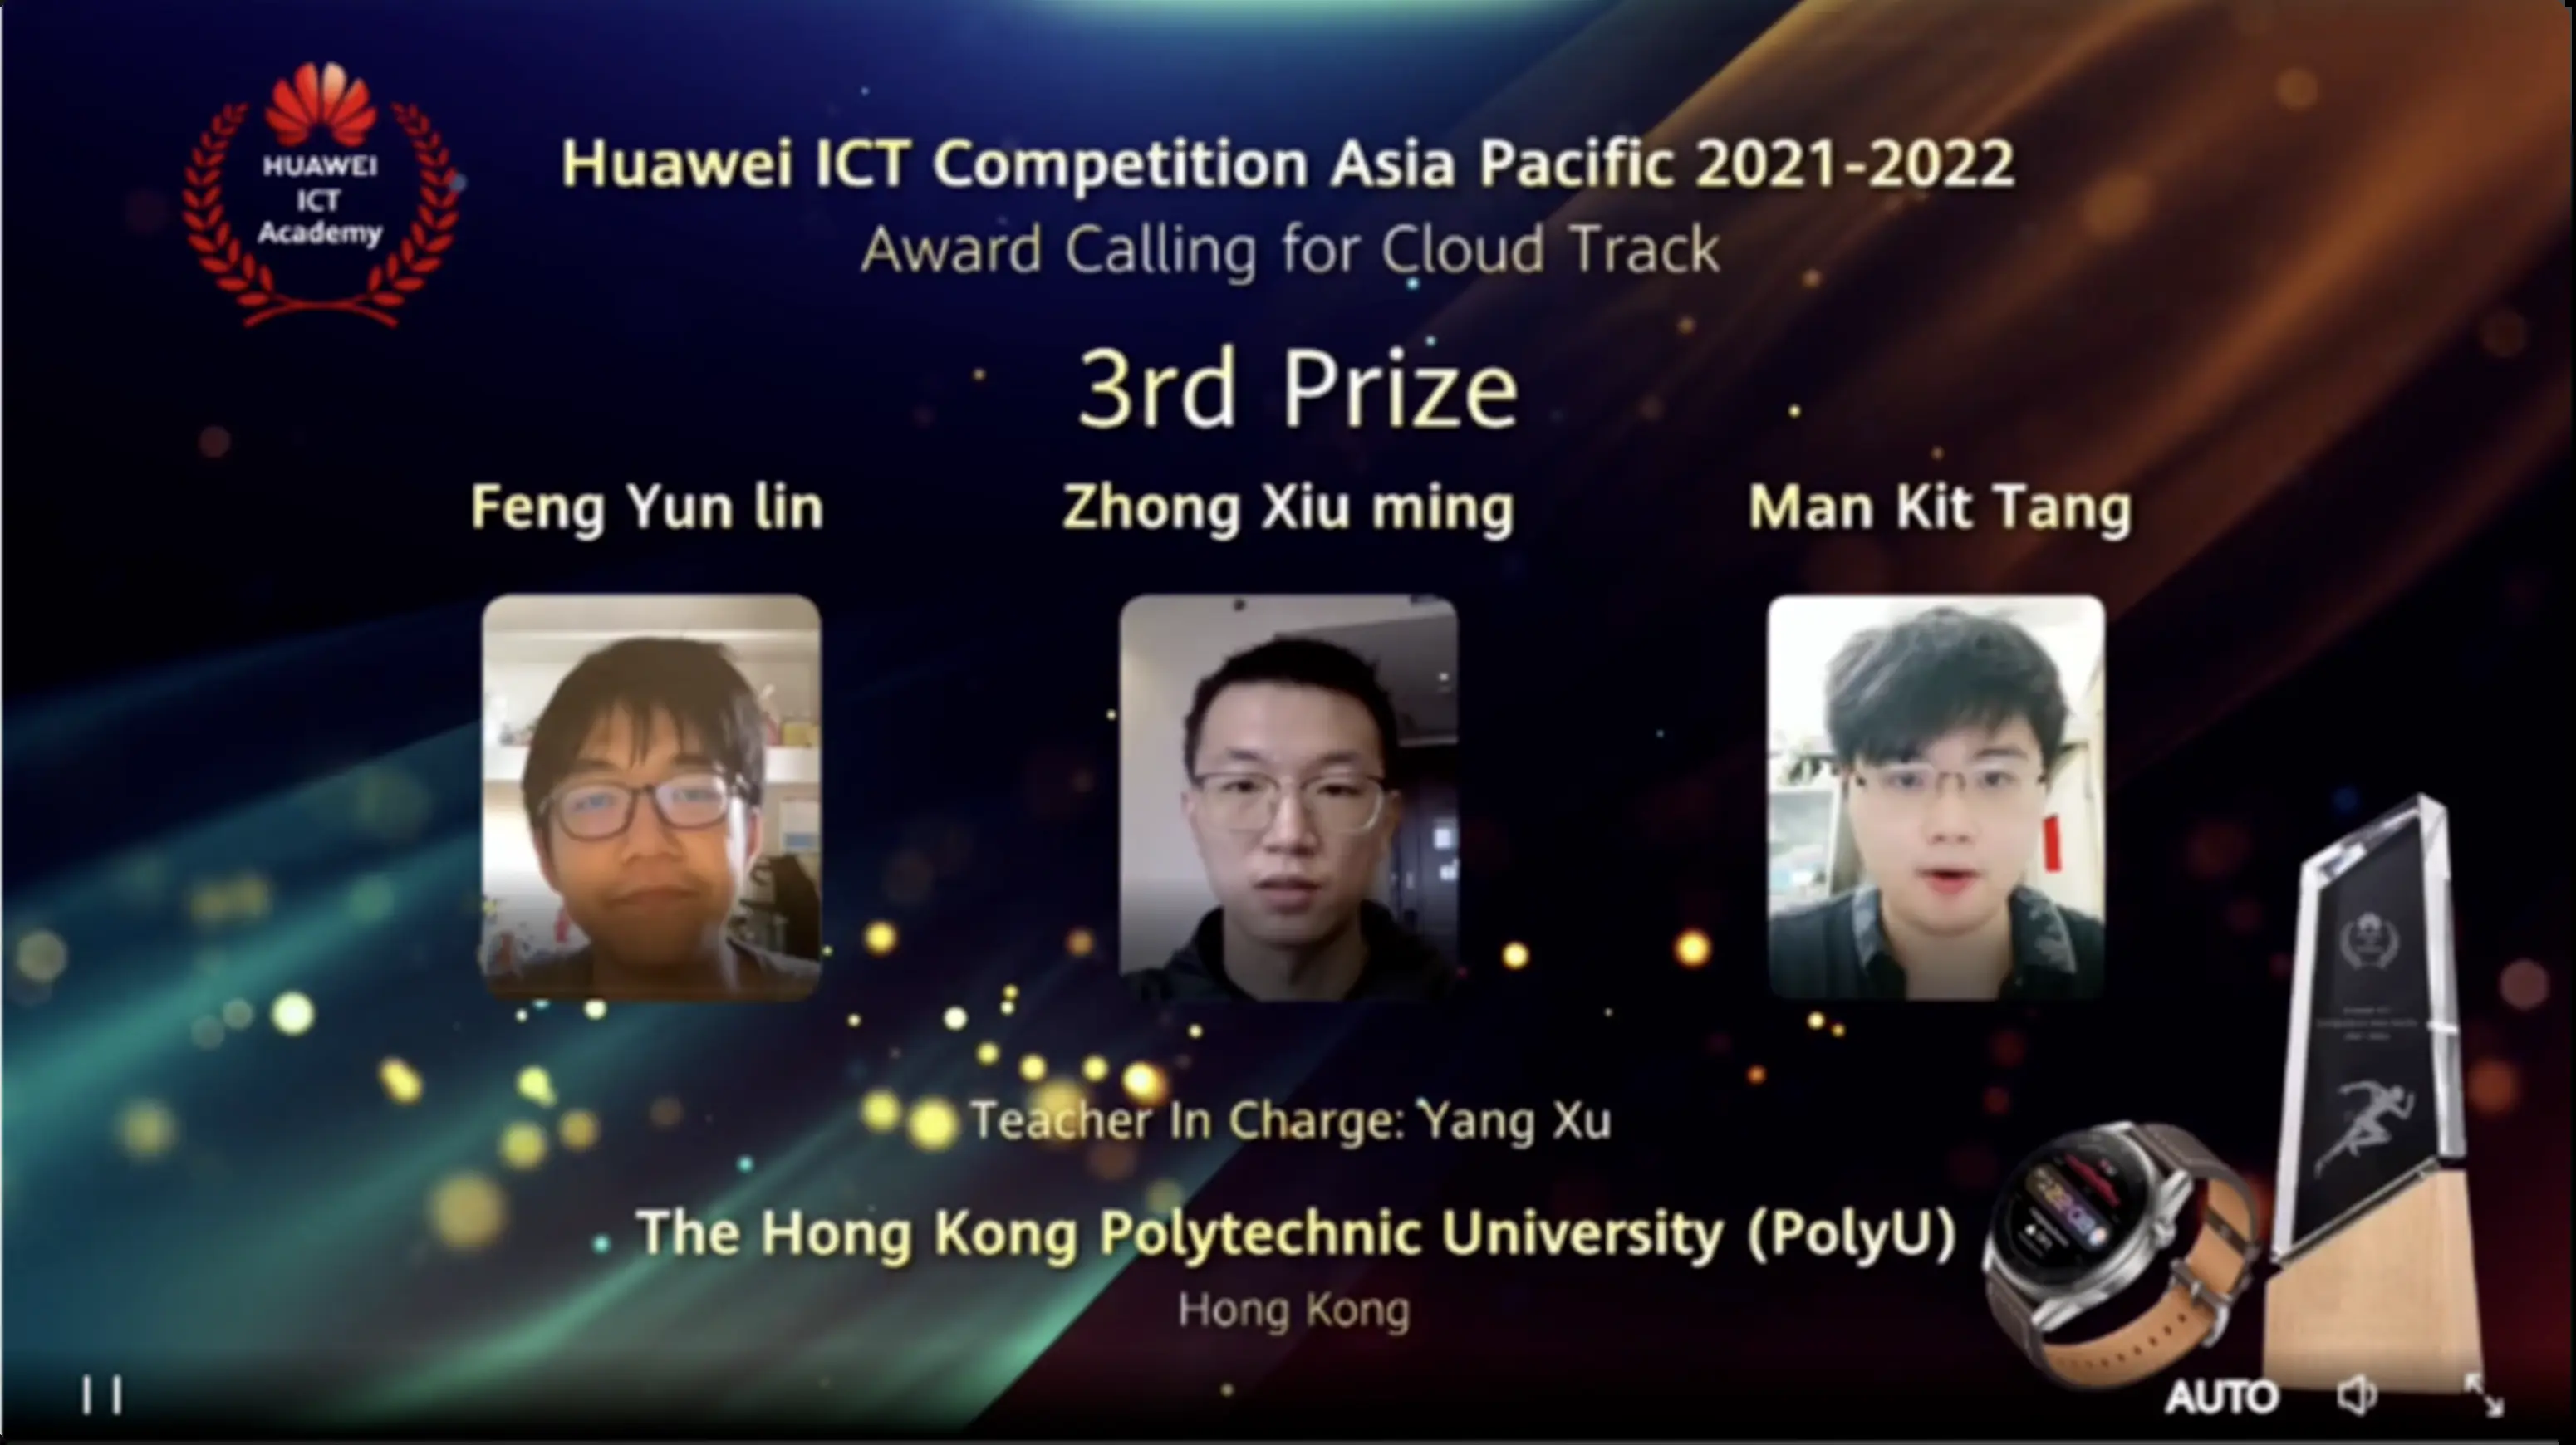 HUAWEI
ICT
Academy
Huawei ICT Competition Asia Pacific 2021-2022
Award Calling for Cloud Track
3rd Prize
Feng Yun lin
Zhong Xiu ming
Man Kit Tang
Teacher In Charge: Yang Xu
The Hong Kong Polytechnic University (PolyU)
Hong Kong
AUTO